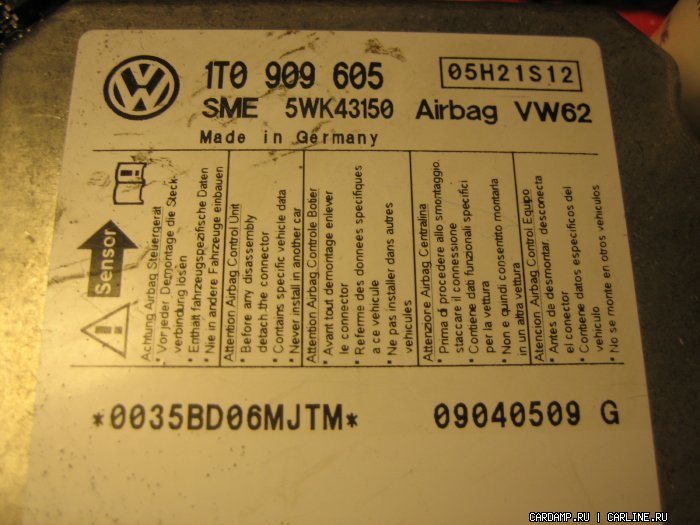 1T0 909 605
05H21S12
SME 5WK43150 Airbag VW62
Made in Germany
Sensor
Achtung Airbag Steuergerät
• Vor jeder Demontage die Steck-
verbindung lösen
• Enthält fahrzeugspezifische Daten
• Nie in andere Fahrzeuge einbauen
Attention Airbag Control Unit
• Before any disassembly
detach the connector
• Contains specific vehicle data
• Never install in another car
Attention Airbag Controle Boitier
• Avant tout demontage enlever
le connector
• Referme des donnees specifiques
a ce vehicule
• Ne pas installer dans autres
vehicules
Attenzione Airbag Centralina
• Prima di procedere allo smontaggio
staccare il connessione
• Contiene dati funzionali specifici
per la vettura
• Non e quindi consentito montarla
in un altra vettura
Atencion Airbag Control Equipo
• Antes de desmontar desconecta
el conector
• Contiene datos especificos del
vehiculo
• No se monte en otros vehiculos
*0035BD06MJTM*
09040509 G
CARDAMP.RU | CARLINE.RU